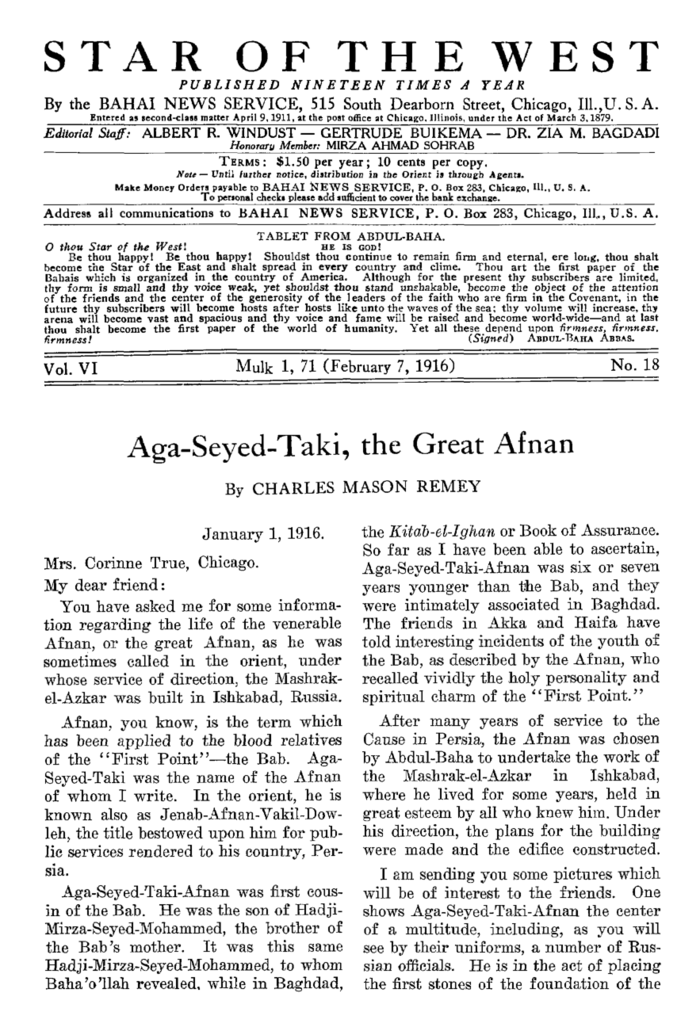 STAR OF THE WEST
PUBLISHED NINETEEN TIMES A YEAR
By the BAHAI NEWS SERVICE, 515 South Dearborn Street, Chicago, Ill., U. S. A.
Entered as second-class matter April 9, 1911, at the post office at Chicago, Illinois, under the Act of March 3, 1879.
Editorial Staff: ALBERT R. WINDUST — GERTRUDE BUIKEMA — DR. ZIA M. BAGDADI
Honorary Member: MIRZA AHMAD SOHRAB
TERMS: $1.50 per year; 10 cents per copy.
Note — Until further notice, distribution in the Orient is through Agents.
Make Money Orders payable to BAHAI NEWS SERVICE, P. O. Box 283, Chicago, Ill., U. S. A.
To personal checks please add sufficient to cover the bank exchange.
Address all communications to BAHAI NEWS SERVICE, P. O. Box 283, Chicago, Ill., U. S. A.
TABLET FROM ABDUL-BAHA.
O thou Star of the West! HE IS GOD!
Be thou happy! Be thou happy! Shouldst thou continue to remain firm and eternal, ere long, thou shalt
become the Star of the East and shalt spread in every country and clime. Thou art the first paper of the
Bahais which is organized in the country of America. Although for the present thy subscribers are limited,
thy form is small and thy voice weak, yet shouldst thou stand unshakable, become the object of the attention
of the friends and the center of the generosity of the leaders of the faith who are firm in the Covenant, in the
future thy subscribers will become hosts after hosts like unto the waves of the sea; thy volume will increase, thy
arena will become vast and spacious and thy voice and fame will be raised and become world-wide—and at last
thou shalt become the first paper of the world of humanity. Yet all these depend upon firmness, firmness,
firmness! (Signed) ABDUL-BAHA ABBAS.
Vol. VI Mulk 1, 71 (February 7, 1916) No. 18
Aga-Seyed-Taki, the Great Afnan
By CHARLES MASON REMEY
January 1, 1916.
Mrs. Corinne True, Chicago.
My dear friend:
You have asked me for some informa-
tion regarding the life of the venerable
Afnan, or the great Afnan, as he was
sometimes called in the orient, under
whose service of direction, the Mashrak-
el-Azkar was built in Ishkabad, Russia.
Afnan, you know, is the term which
has been applied to the blood relatives
of the "First Point"—the Bab. Aga-
Seyed-Taki was the name of the Afnan
of whom I write. In the orient, he is
known also as Jenab-Afnan-Vakil-Dow-
leh, the title bestowed upon him for pub-
lic services rendered to his country, Per-
sia.
Aga-Seyed-Taki-Afnan was first cous-
in of the Bab. He was the son of Hadji-
Mirza-Seyed-Mohammed, the brother of
the Bab's mother. It was this same
Hadji-Mirza-Seyed-Mohammed, to whom
Baha'o'llah revealed, while in Baghdad,
the Kitab-el-Ighan or Book of Assurance.
So far as I have been able to ascertain,
Aga-Seyed-Taki-Afnan was six or seven
years younger than the Bab, and they
were intimately associated in Baghdad.
The friends in Akka and Haifa have
told interesting incidents of the youth of
the Bab, as described by the Afnan, who
recalled vividly the holy personality and
spiritual charm of the "First Point."
After many years of service to the
Cause in Persia, the Afnan was chosen
by Abdul-Baha to undertake the work of
the Mashrak-el-Azkar in Ishkabad,
where he lived for some years, held in
great esteem by all who knew him. Under
his direction, the plans for the building
were made and the edifice constructed.
I am sending you some pictures which
will be of interest to the friends. One
shows Aga-Seyed-Taki-Afnan the center
of a multitude, including, as you will
see by their uniforms, a number of Rus-
sian officials. He is in the act of placing
the first stones of the foundation of the